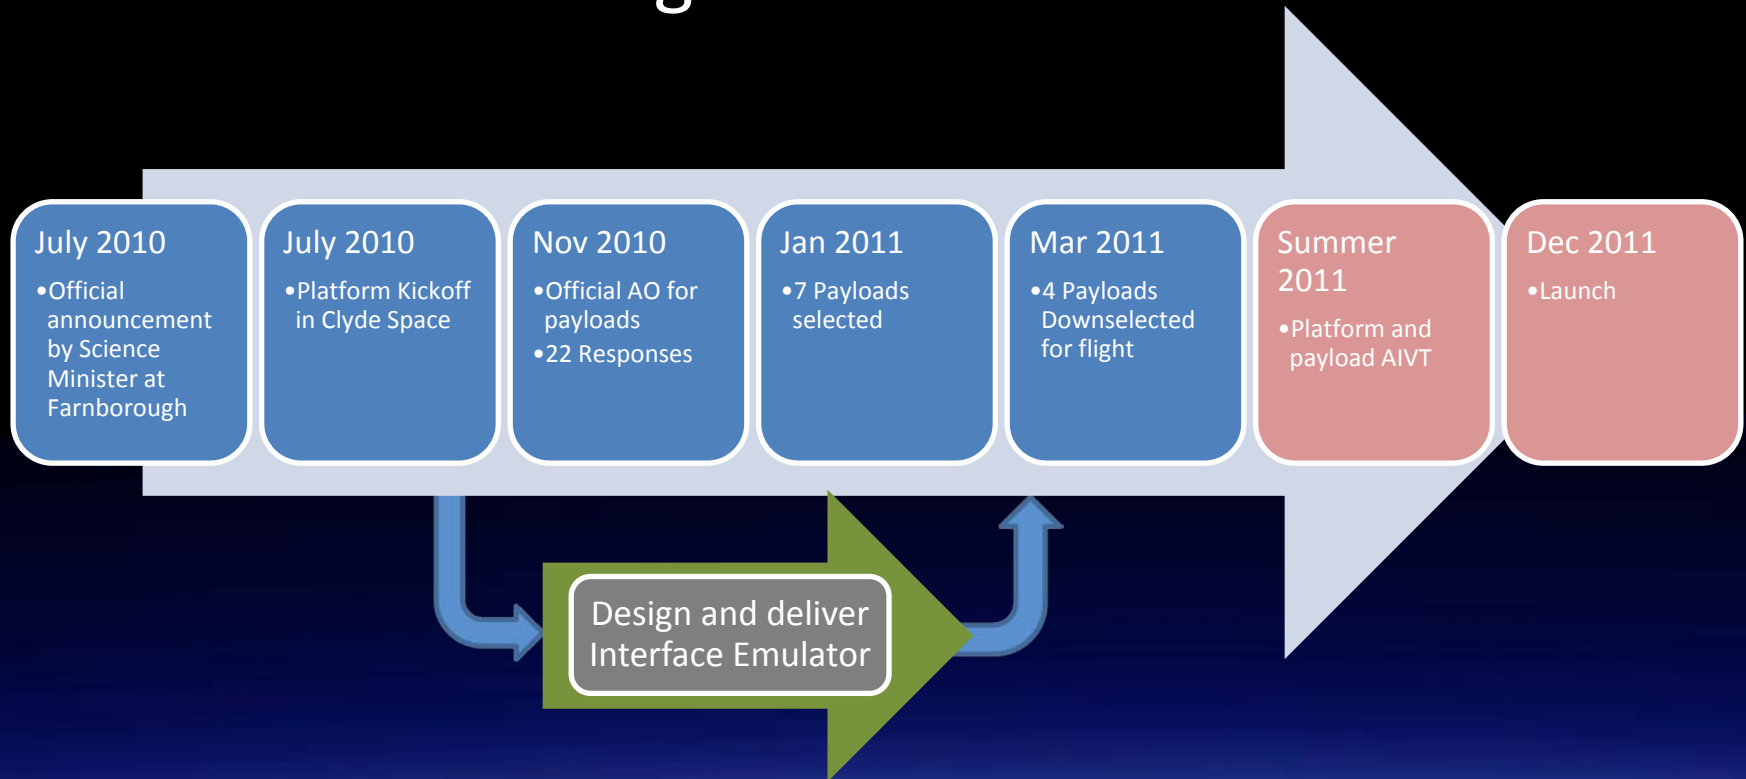 July 2010
•Official
announcement
by Science
Minister at
Farnborough
July 2010
•Platform Kickoff
in Clyde Space
Nov 2010
•Official AO for
payloads
•22 Responses
Jan 2011
•7 Payloads
selected
Mar 2011
•4 Payloads
Downselected
for flight
Summer
2011
•Platform and
payload AIVT
Dec 2011
•Launch
Design and deliver
Interface Emulator